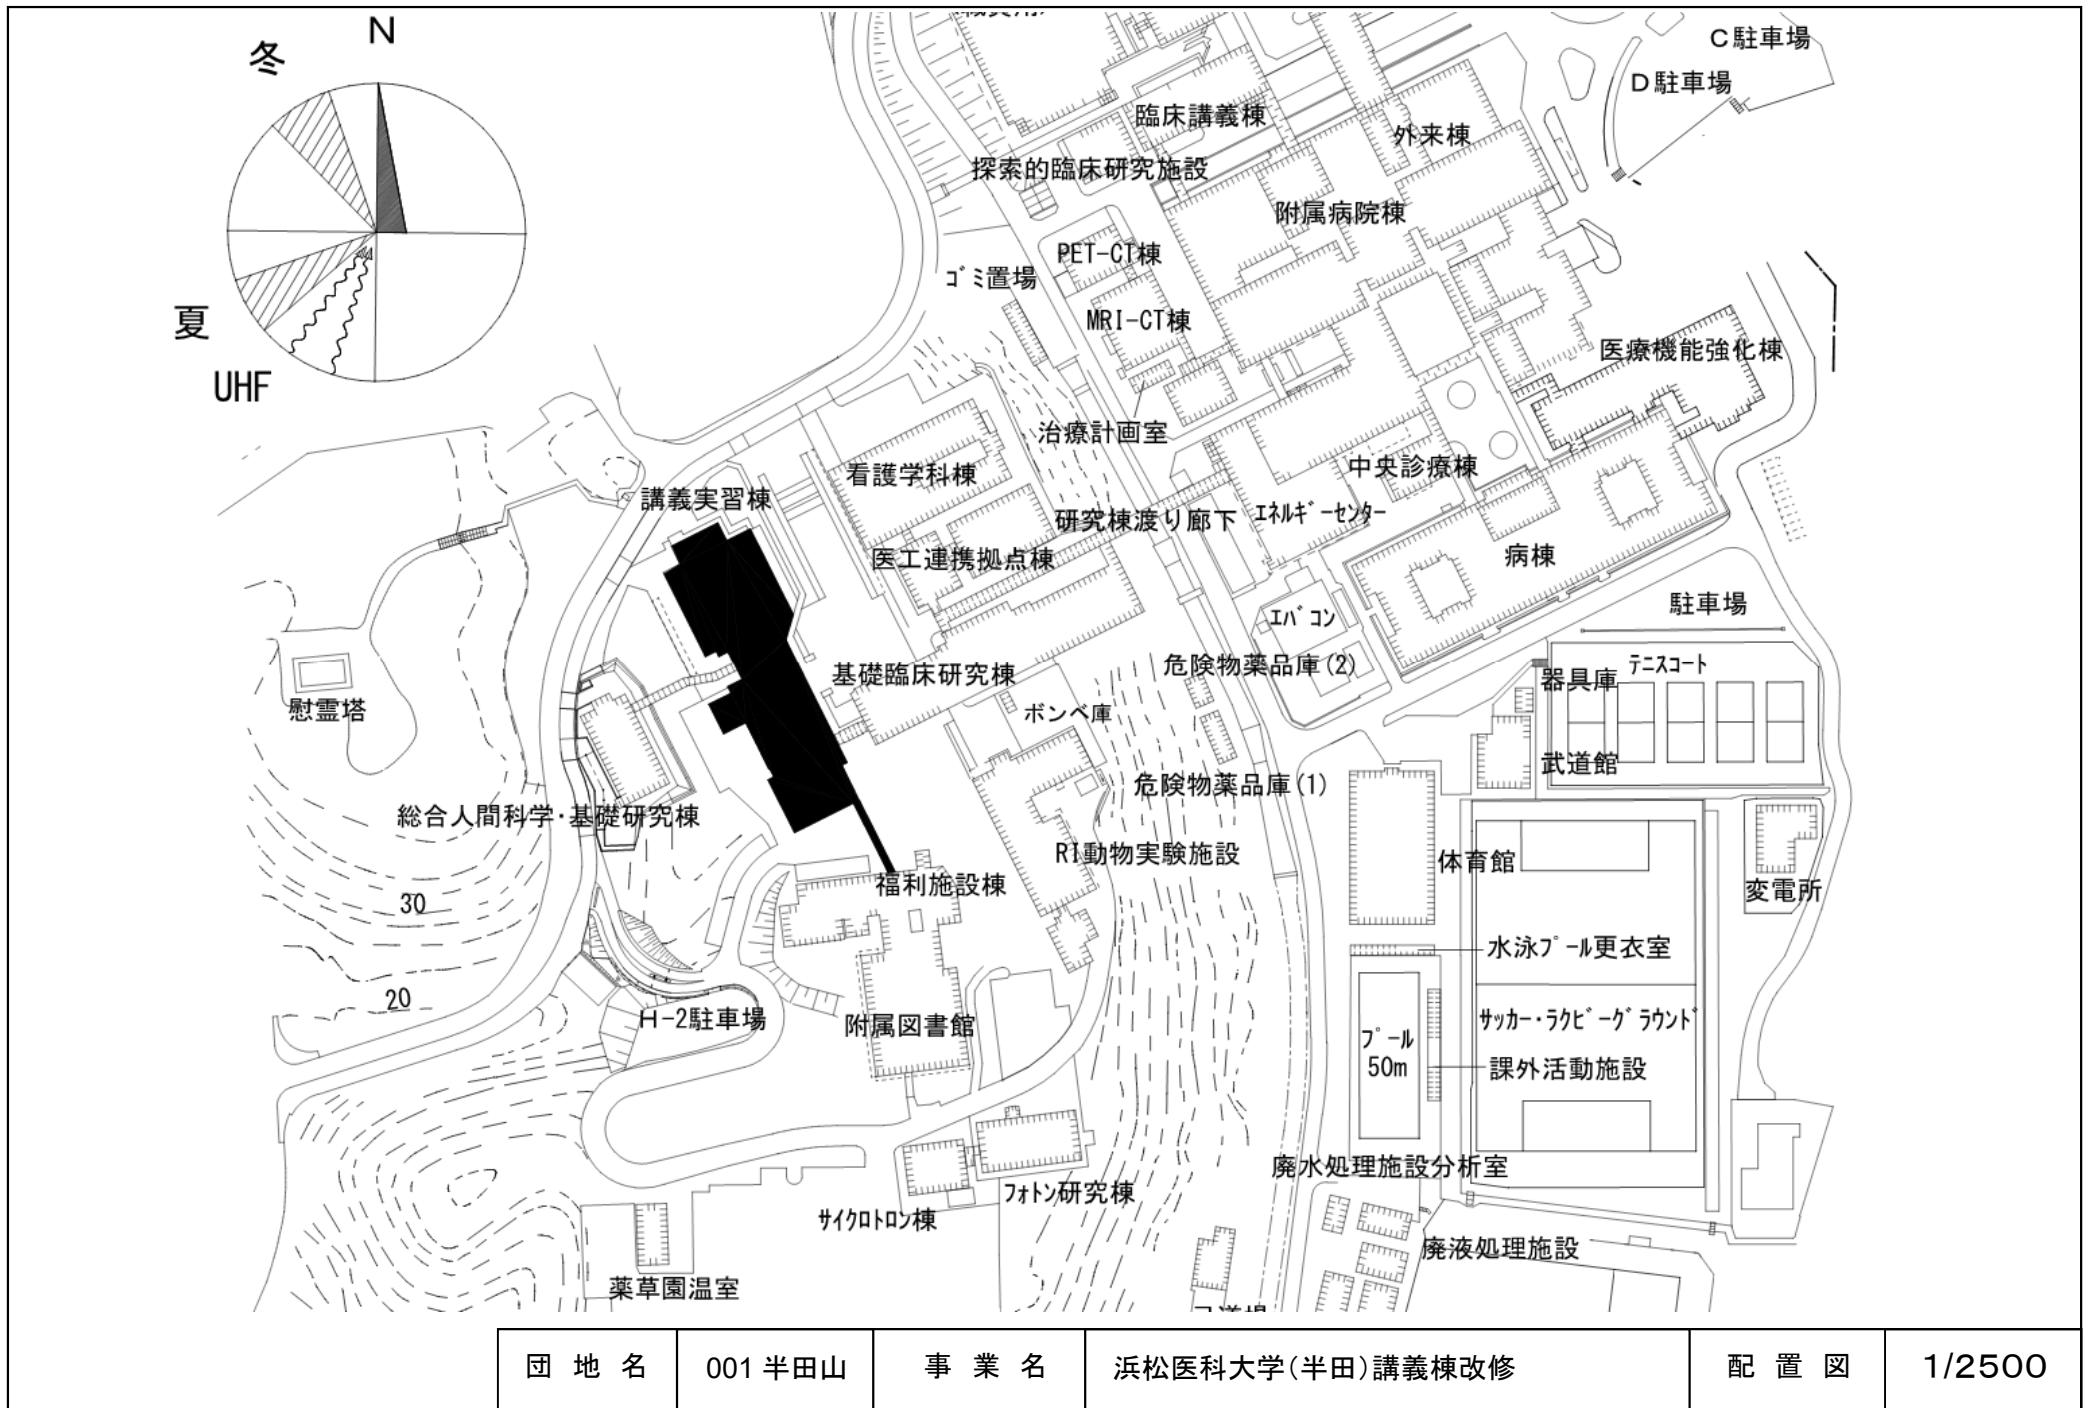 N
冬
夏
UHF
C駐車場
D駐車場
臨床講義棟
外来棟
探索的臨床研究施設
附属病院棟
PET-CT棟
ゴミ置場
MRI-CT棟
医療機能強化棟
治療計画室
看護学科棟
中央診療棟
講義実習棟
研究棟渡り廊下
エネルギーセンター
医工連携拠点棟
病棟
駐車場
エバコン
危険物薬品庫(2)
テニスコート
器具庫
基礎臨床研究棟
慰霊塔
ボンベ庫
武道館
危険物薬品庫(1)
総合人間科学・基礎研究棟
RI動物実験施設
体育館
福利施設棟
変電所
30
水泳プール更衣室
20
H-2駐車場
附属図書館
サッカー・ラクビーグラウンド
プール
50m
課外活動施設
廃水処理施設分析室
フォトン研究棟
サイクロトロン棟
廃液処理施設
薬草園温室
団地名 001 半田山 事業名 浜松医科大学(半田)講義棟改修 配置図 1/2500